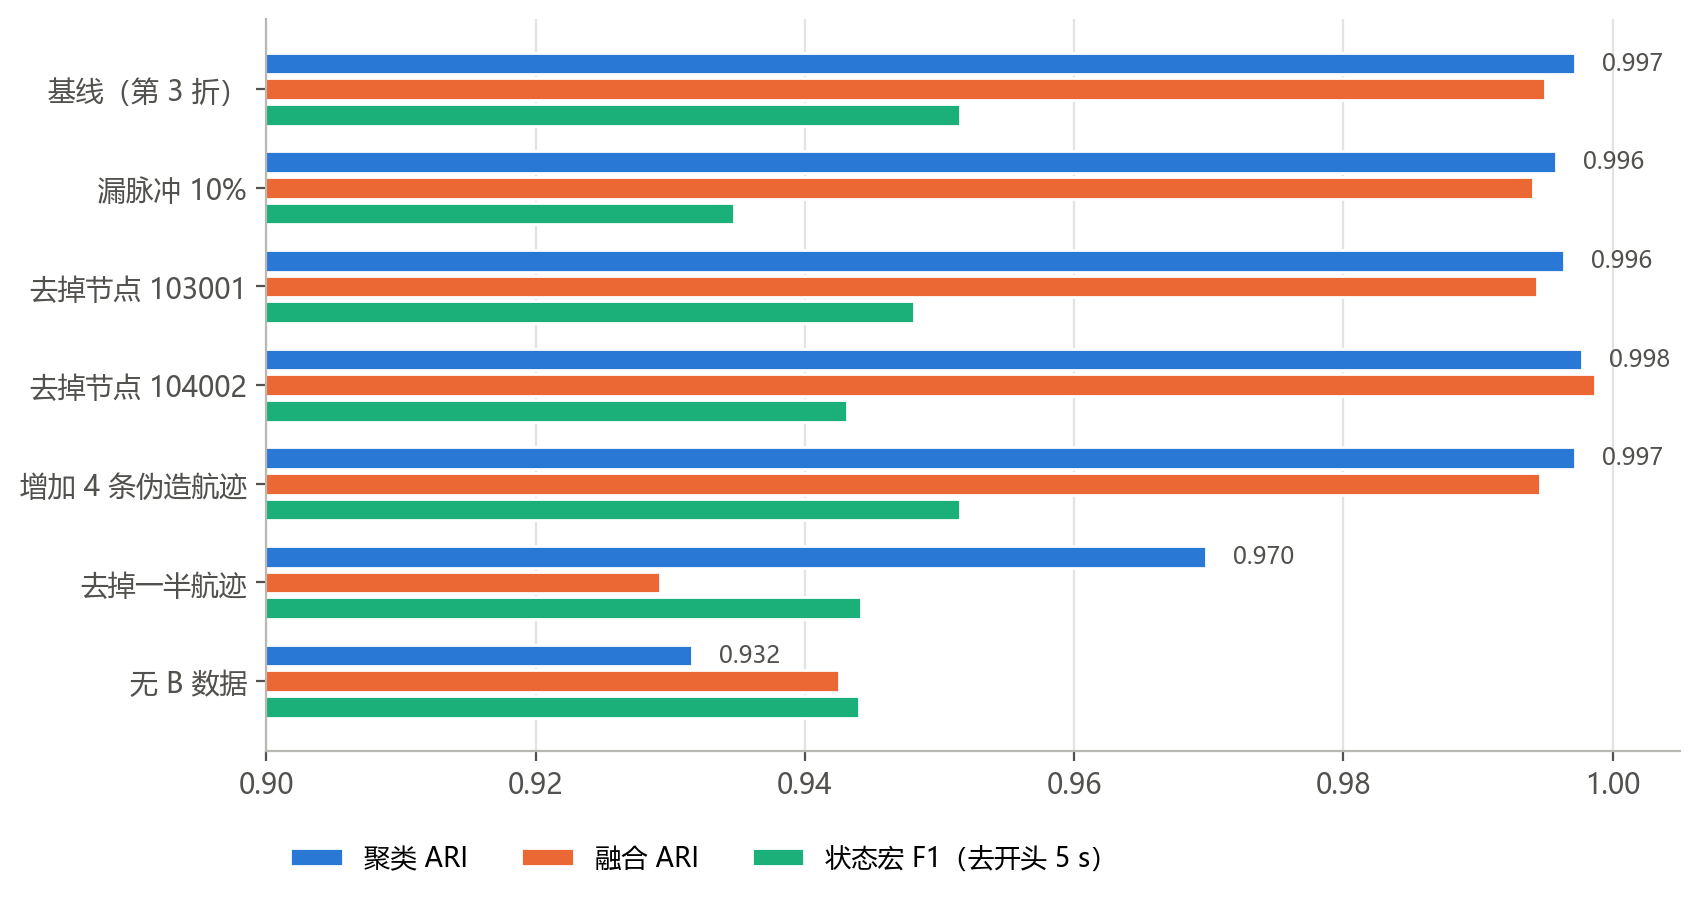 基线（第 3 折） 0.997
漏脉冲 10% 0.996
去掉节点 103001 0.996
去掉节点 104002 0.998
增加 4 条伪造航迹 0.997
去掉一半航迹 0.970
无 B 数据 0.932
0.90 0.92 0.94 0.96 0.98 1.00
聚类 ARI 融合 ARI 状态宏 F1（去开头 5 s）